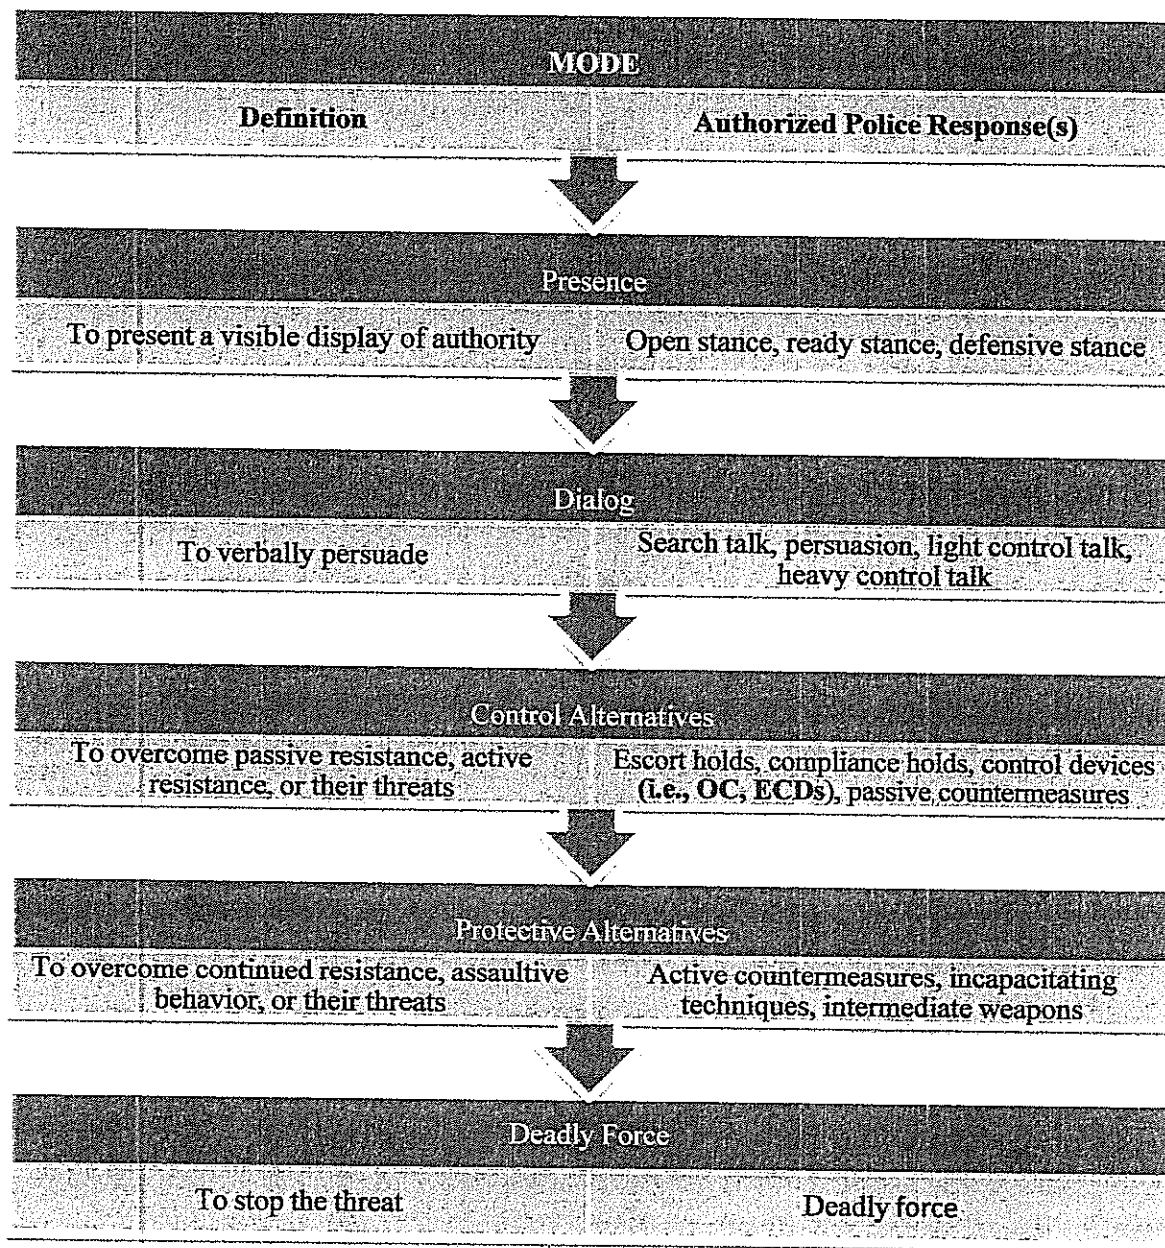 MODE
Definition
Authorized Police Response(s)
Presence
To present a visible display of authority
Open stance, ready stance, defensive stance
Dialog
To verbally persuade
Search talk, persuasion, light control talk,
heavy control talk
Control Alternatives
To overcome passive resistance, active
resistance, or their threats
Escort holds, compliance holds, control devices
(i.e., OC, ECDs), passive countermeasures
Protective Alternatives
To overcome continued resistance, assaultive
behavior, or their threats
Active countermeasures, incapacitating
techniques, intermediate weapons
Deadly Force
To stop the threat
Deadly force